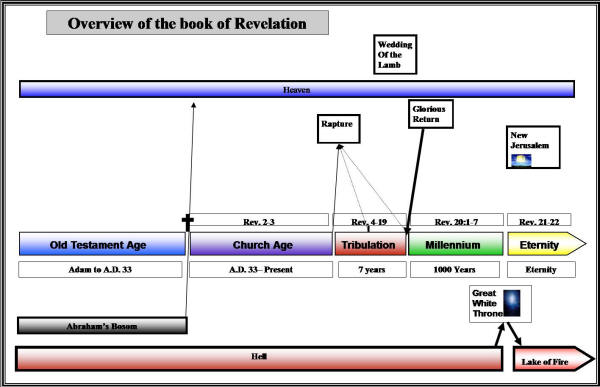 Overview of the book of Revelation
Wedding
Of the
Lamb
Heaven
Glorious
Return
Rapture
New
Jerusalem
Rev. 2-3
Rev. 4-19
Rev. 20:1-7
Rev. 21-22
Old Testament Age
Church Age
Tribulation
Millennium
Eternity
Adam to A.D. 33
A.D. 33– Present
7 years
1000 Years
Eternity
Great
White
Throne
Abraham's Bosom
Hell
Lake of Fire